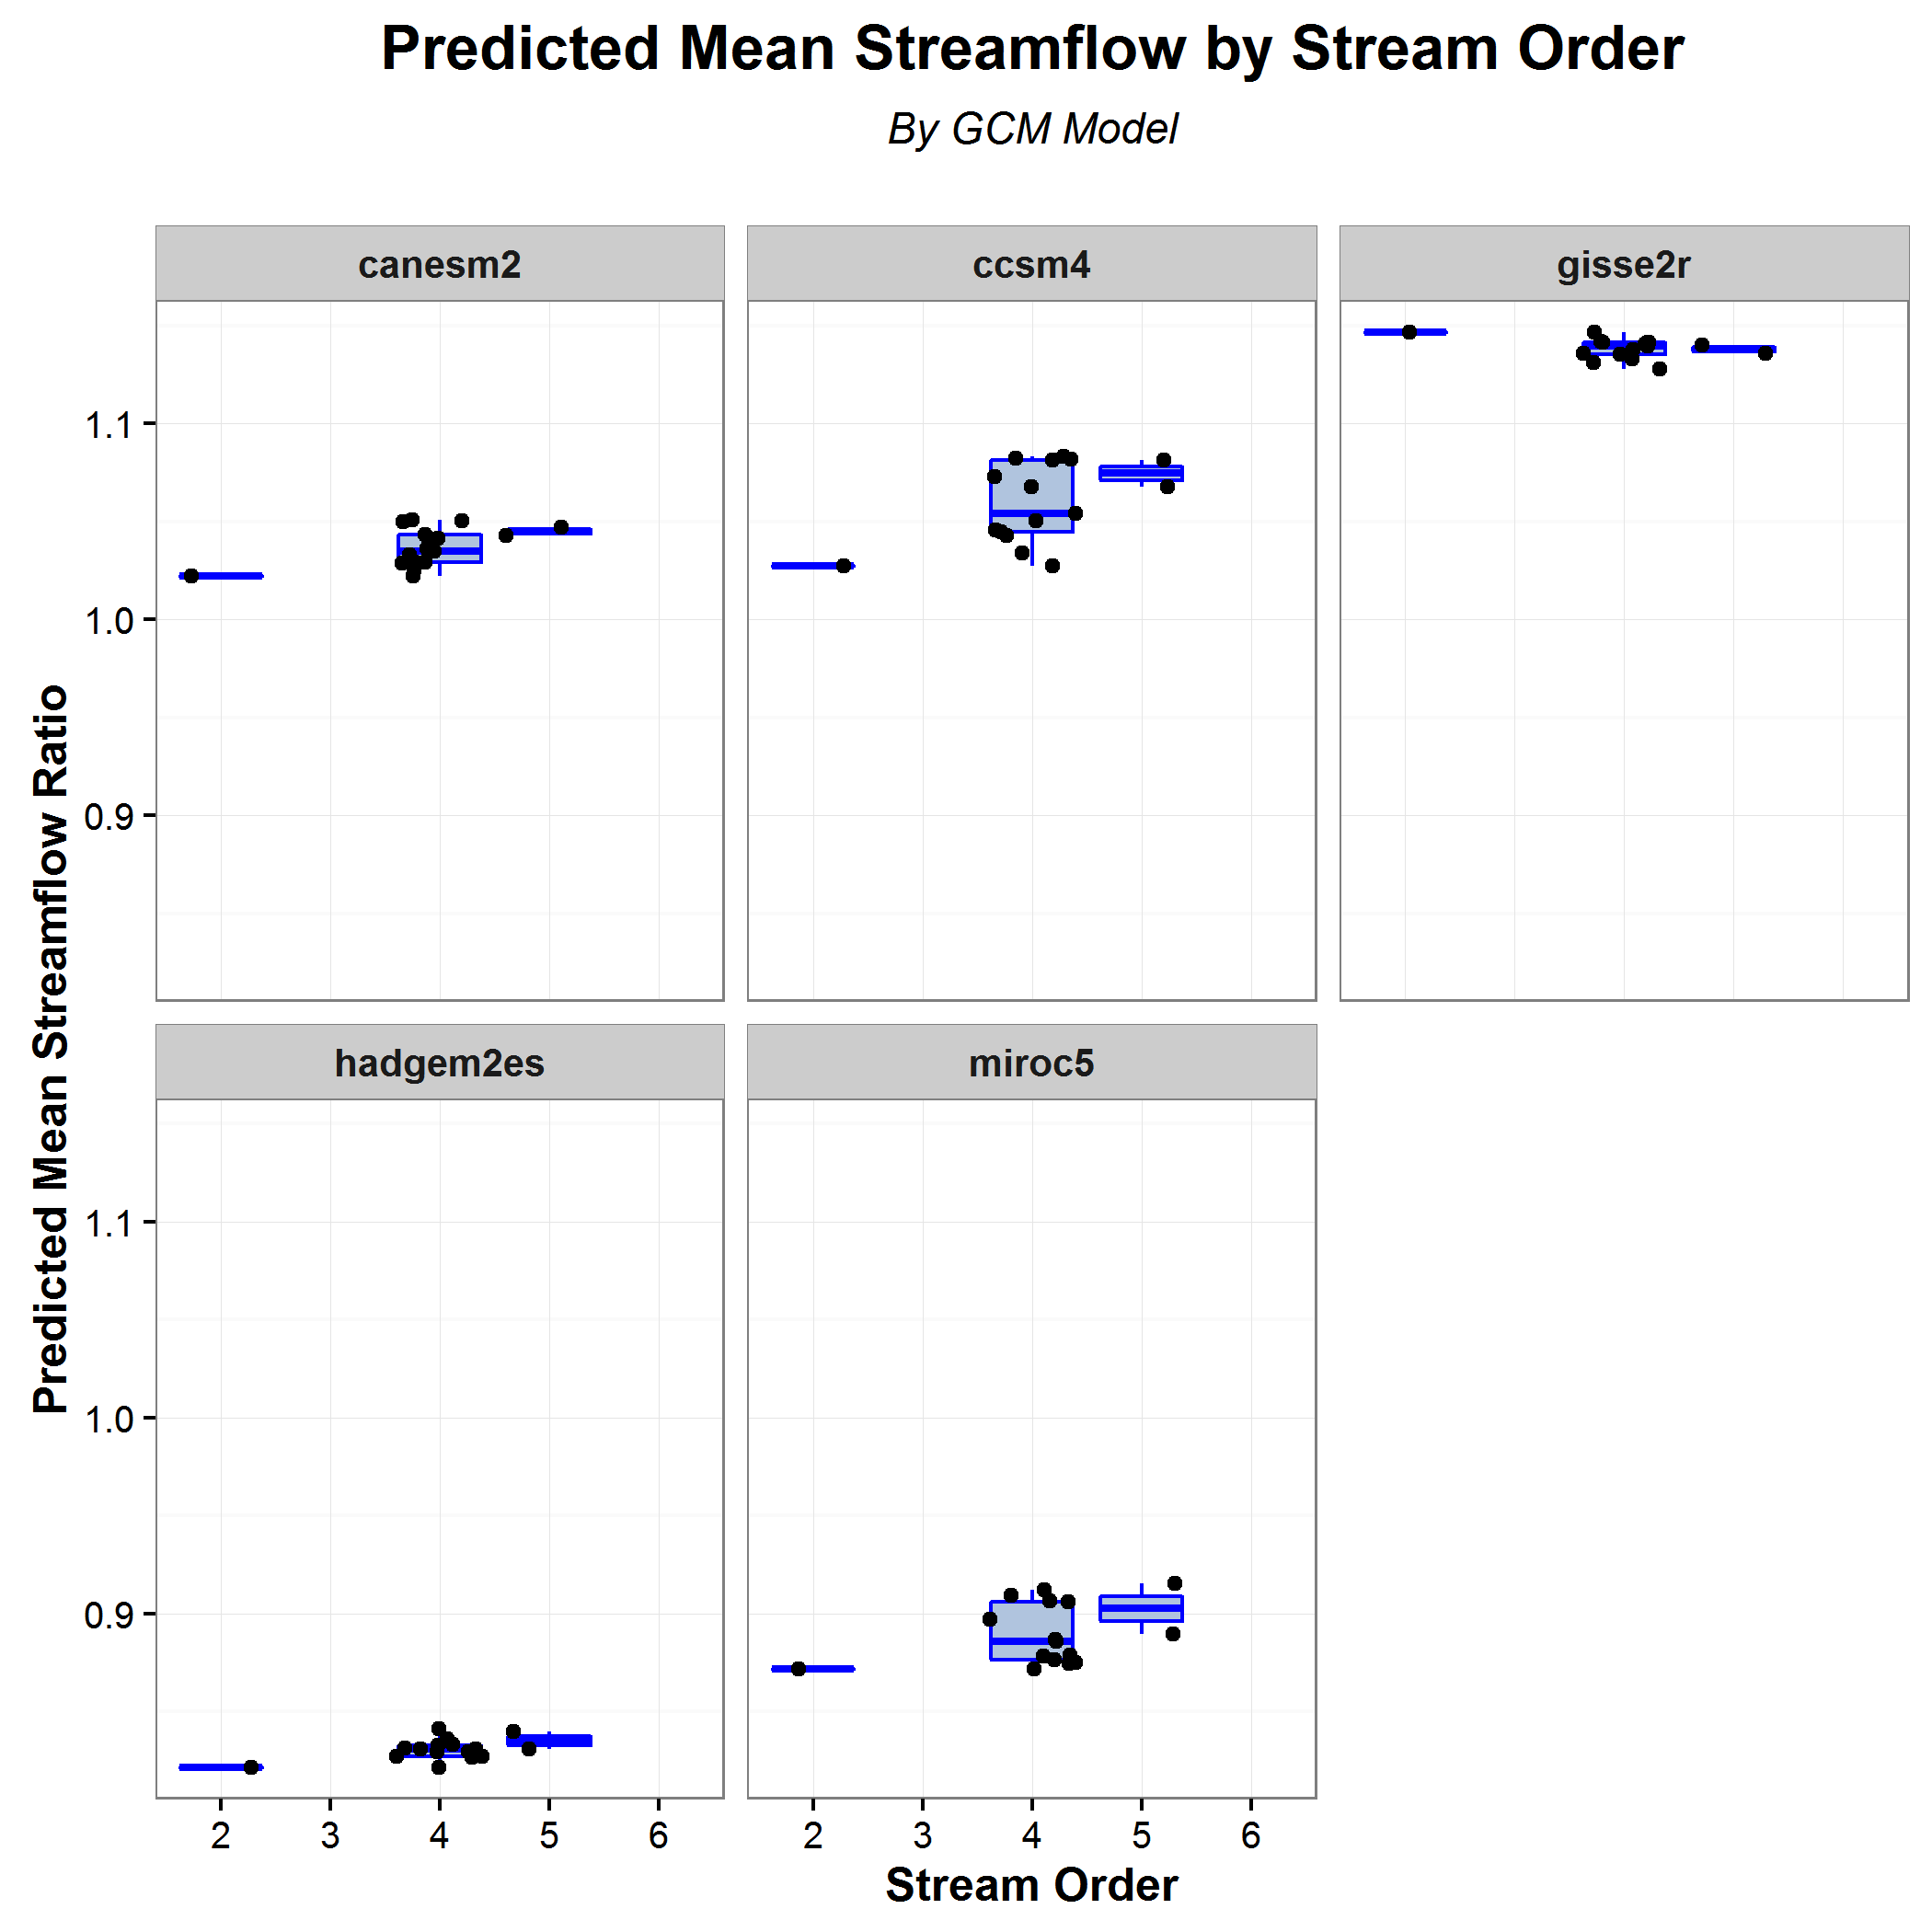 Predicted Mean Streamflow by Stream Order
By GCM Model
canesm2
ccsm4
gisse2r
1.1
1.0
0.9
Predicted Mean Streamflow Ratio
hadgem2es
miroc5
1.1
1.0
0.9
2 3 4 5 6
2 3 4 5 6
Stream Order